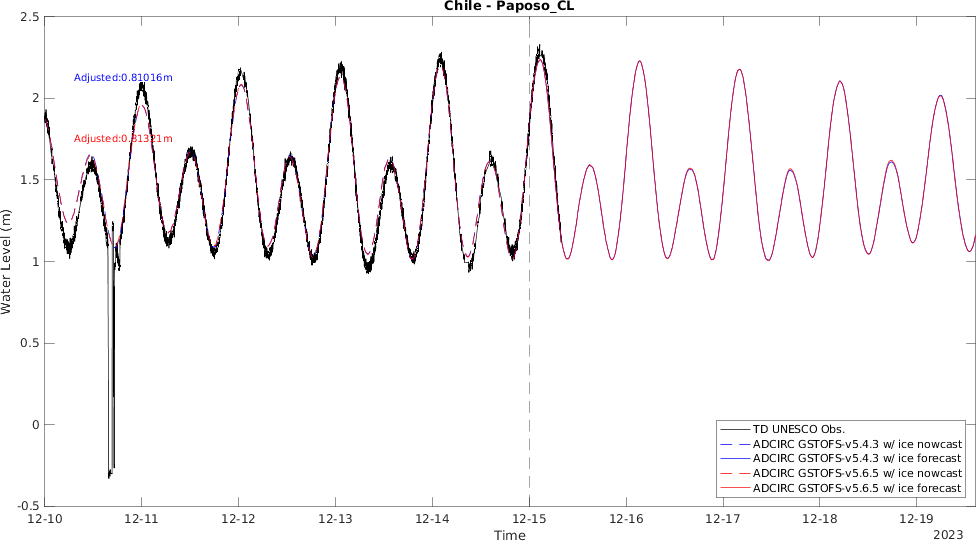 Chile - Paposo_CL
2.5
2
1.5
1
0.5
0
-0.5
Water Level (m)
Adjusted:0.81016m
Adjusted:0.81321m
TD UNESCO Obs.
ADCIRC GSTOFS-v5.4.3 w/ ice nowcast
ADCIRC GSTOFS-v5.4.3 w/ ice forecast
ADCIRC GSTOFS-v5.6.5 w/ ice nowcast
ADCIRC GSTOFS-v5.6.5 w/ ice forecast
12-10 12-11 12-12 12-13 12-14 12-15 12-16 12-17 12-18 12-19
Time
2023